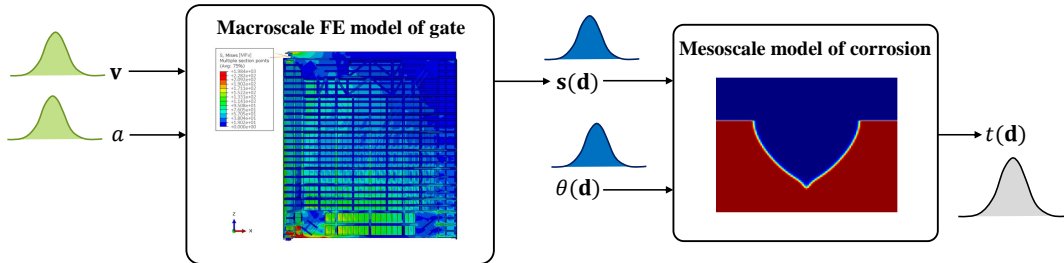 Macroscale FE model of gate
S, Mises [MPa]
Multiple section points
(Avg: 75%)
z
x
v
a
s(d)
θ(d)
Mesoscale model of corrosion
t(d)